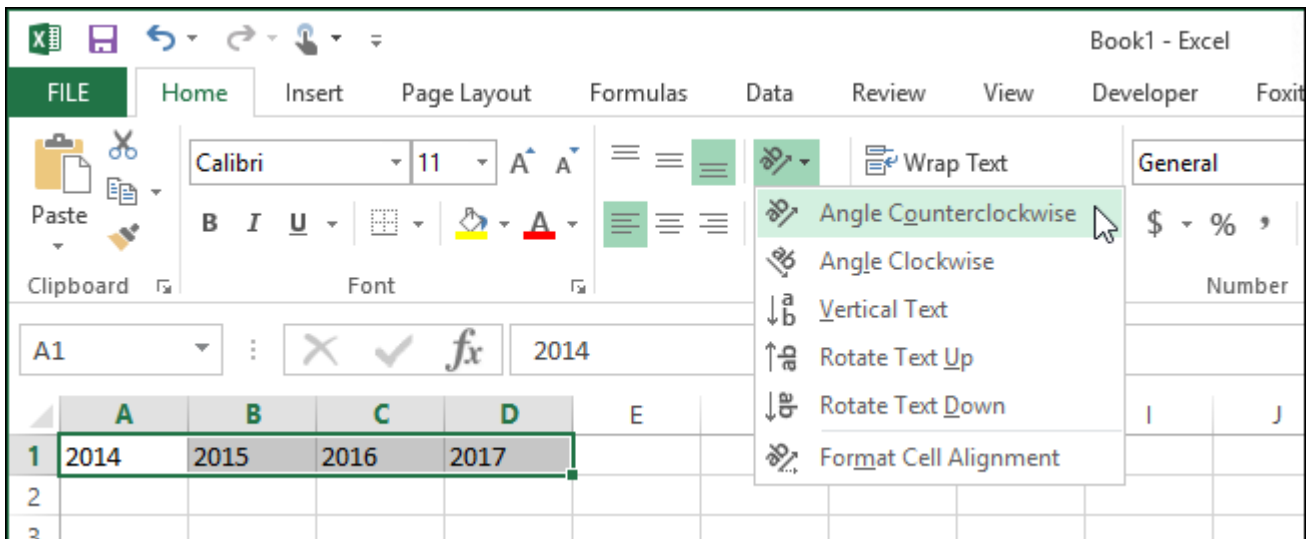 Book1 - Excel
FILE Home Insert Page Layout Formulas Data Review View Developer Foxit
Calibri 11 A A Wrap Text General
Paste B I U A $ % ,
Clipboard Font Number
Angle Counterclockwise
Angle Clockwise
Vertical Text
Rotate Text Up
Rotate Text Down
Format Cell Alignment
A1 fx 2014
A B C D E I J
1 2014 2015 2016 2017
2
3